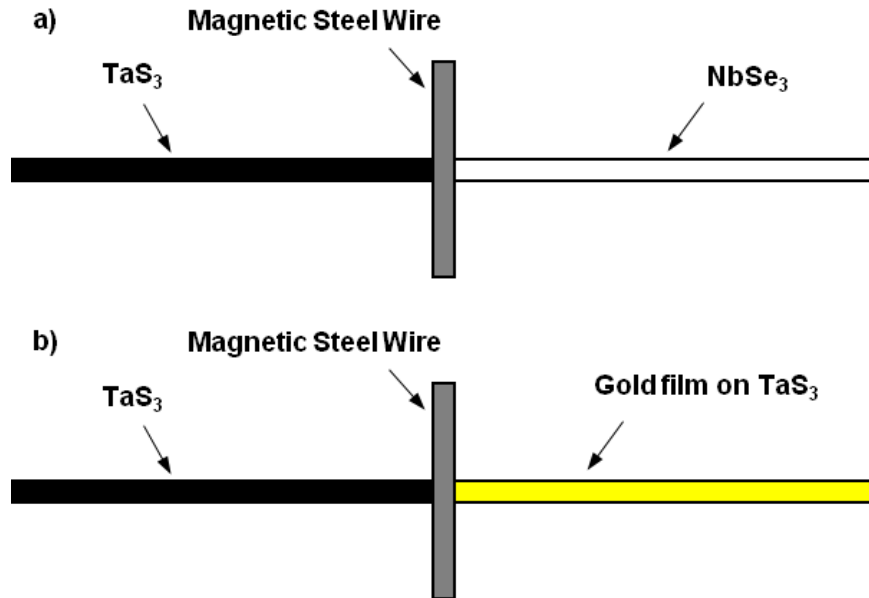 a)
Magnetic Steel Wire
TaS₃
NbSe₃
b)
Magnetic Steel Wire
TaS₃
Gold film on TaS₃